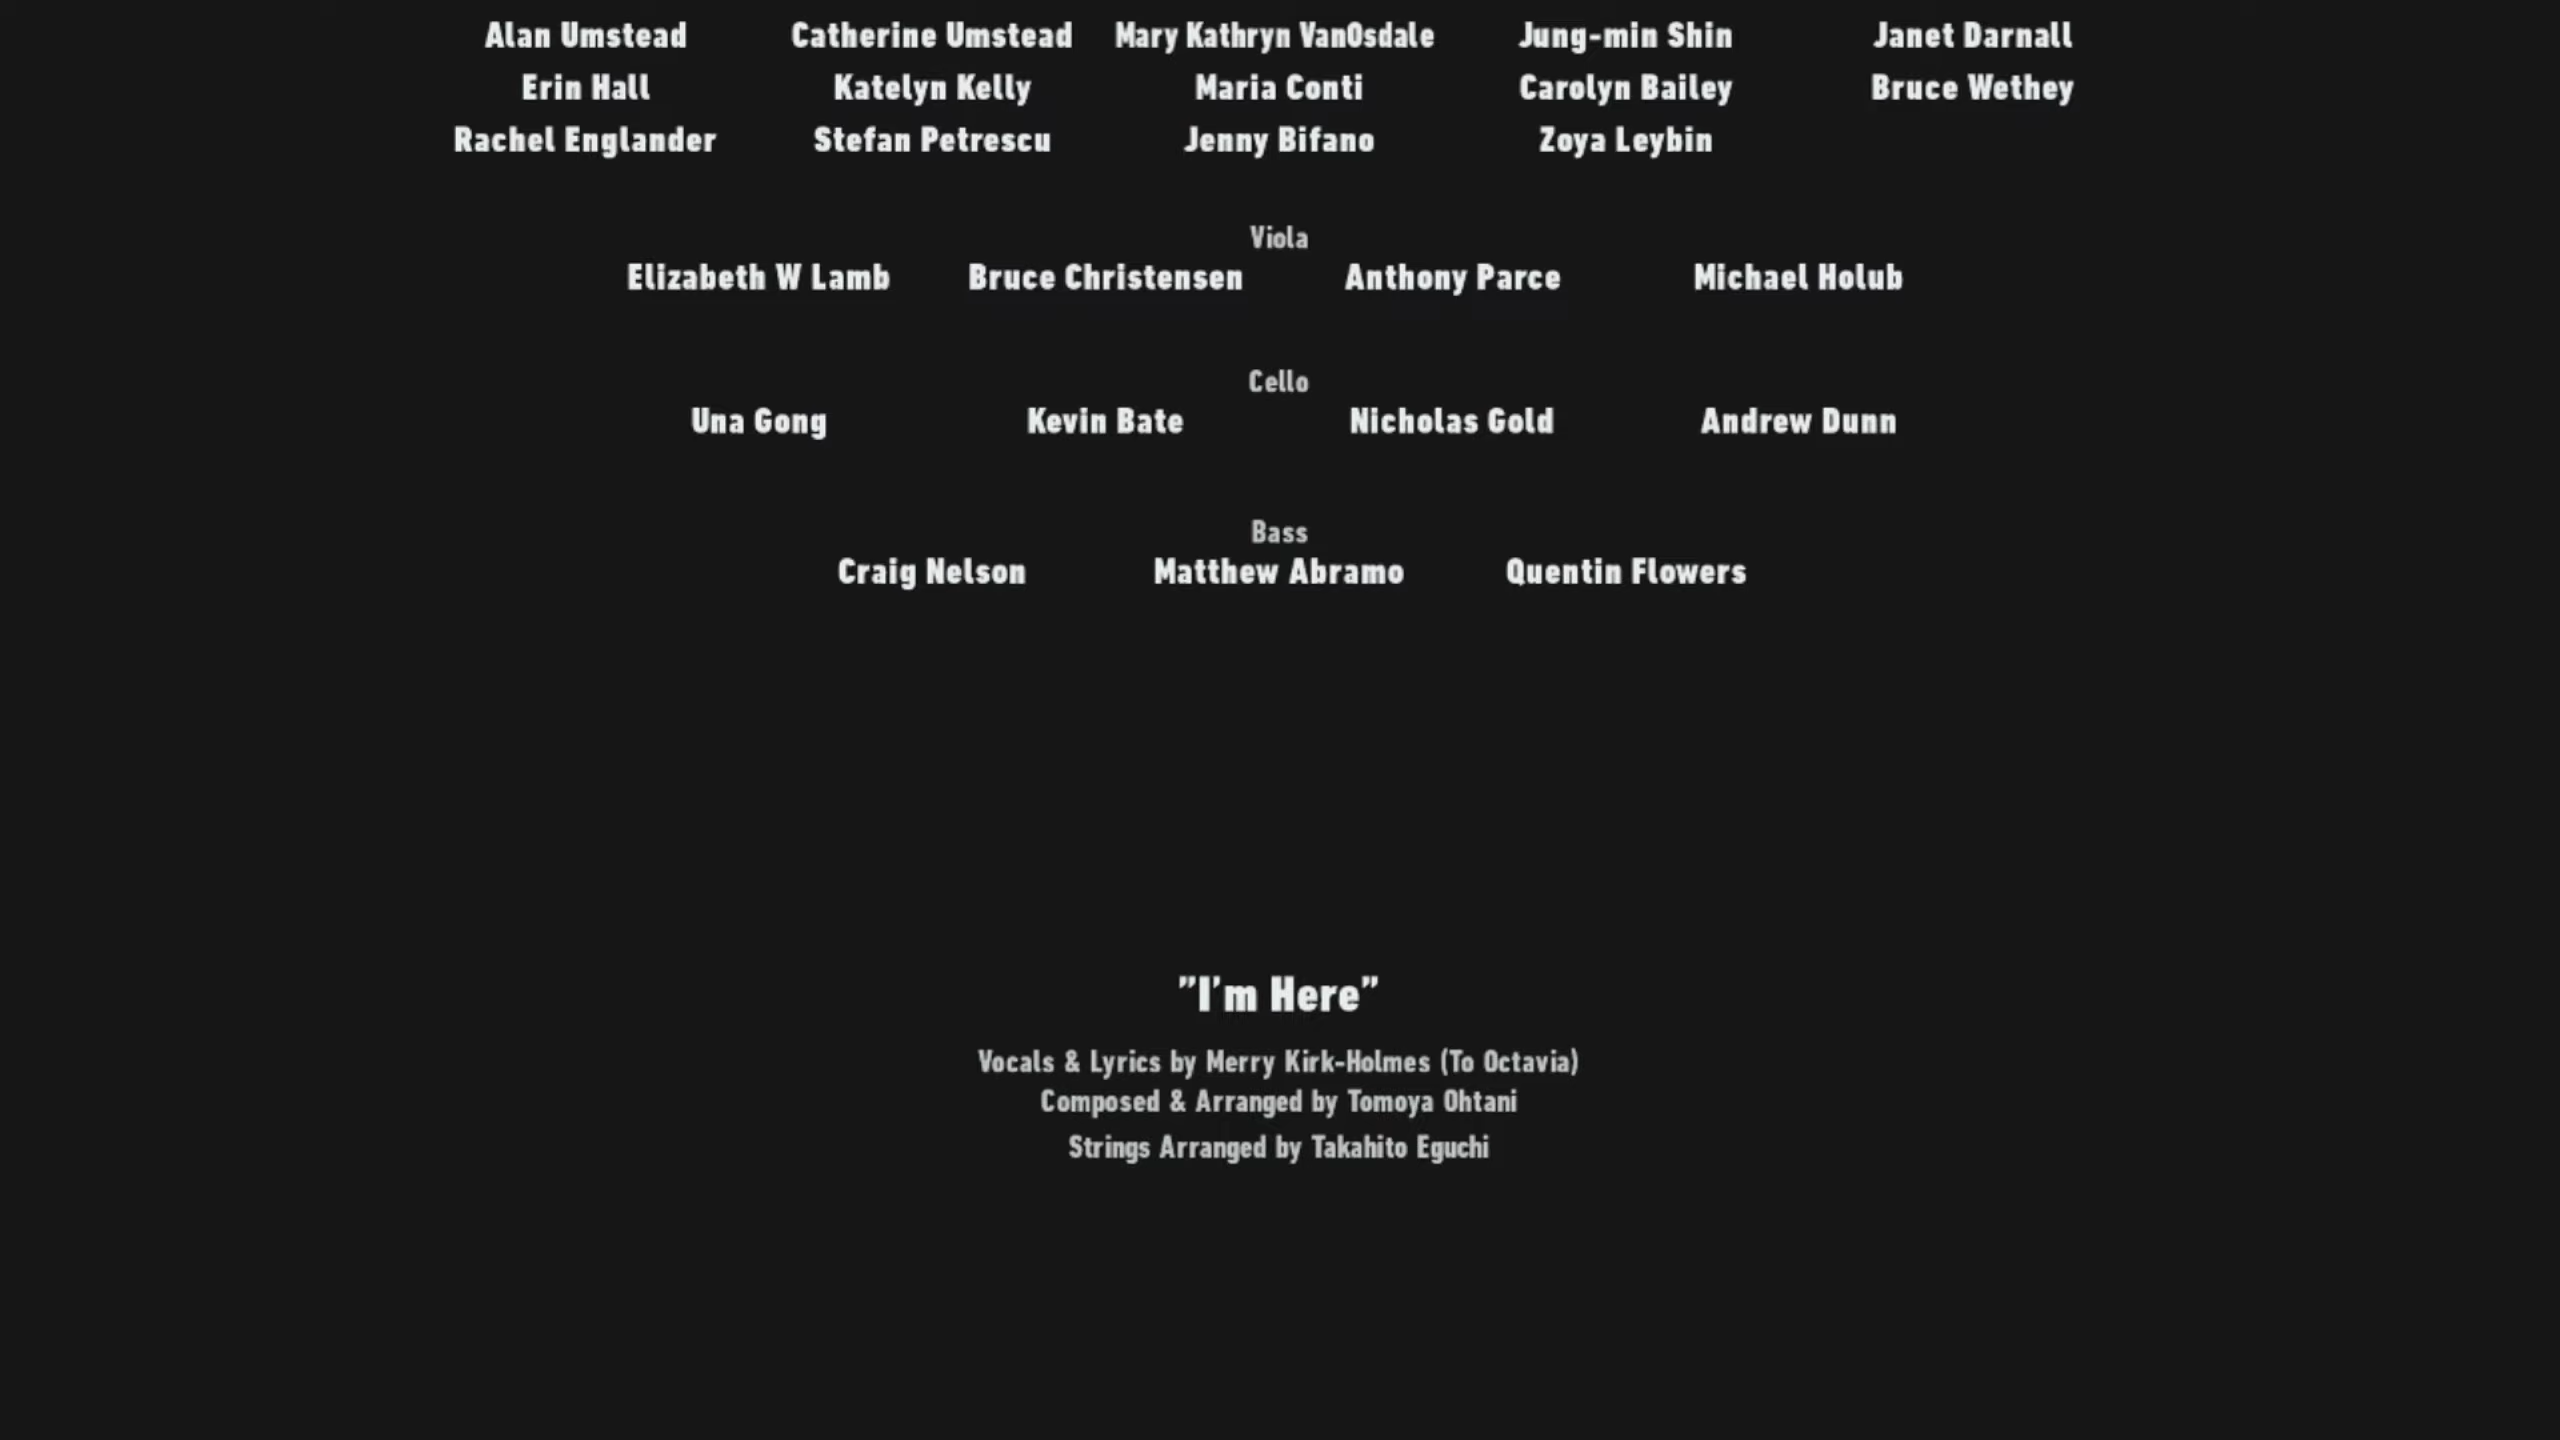 Alan Umstead Catherine Umstead Mary Kathryn VanOsdale Jung-min Shin Janet Darnall
Erin Hall Katelyn Kelly Maria Conti Carolyn Bailey Bruce Wethey
Rachel Englander Stefan Petrescu Jenny Bifano Zoya Leybin
Viola
Elizabeth W Lamb Bruce Christensen Anthony Parce Michael Holub
Cello
Una Gong Kevin Bate Nicholas Gold Andrew Dunn
Bass
Craig Nelson Matthew Abramo Quentin Flowers
”I’m Here”
Vocals & Lyrics by Merry Kirk-Holmes (To Octavia)
Composed & Arranged by Tomoya Ohtani
Strings Arranged by Takahito Eguchi